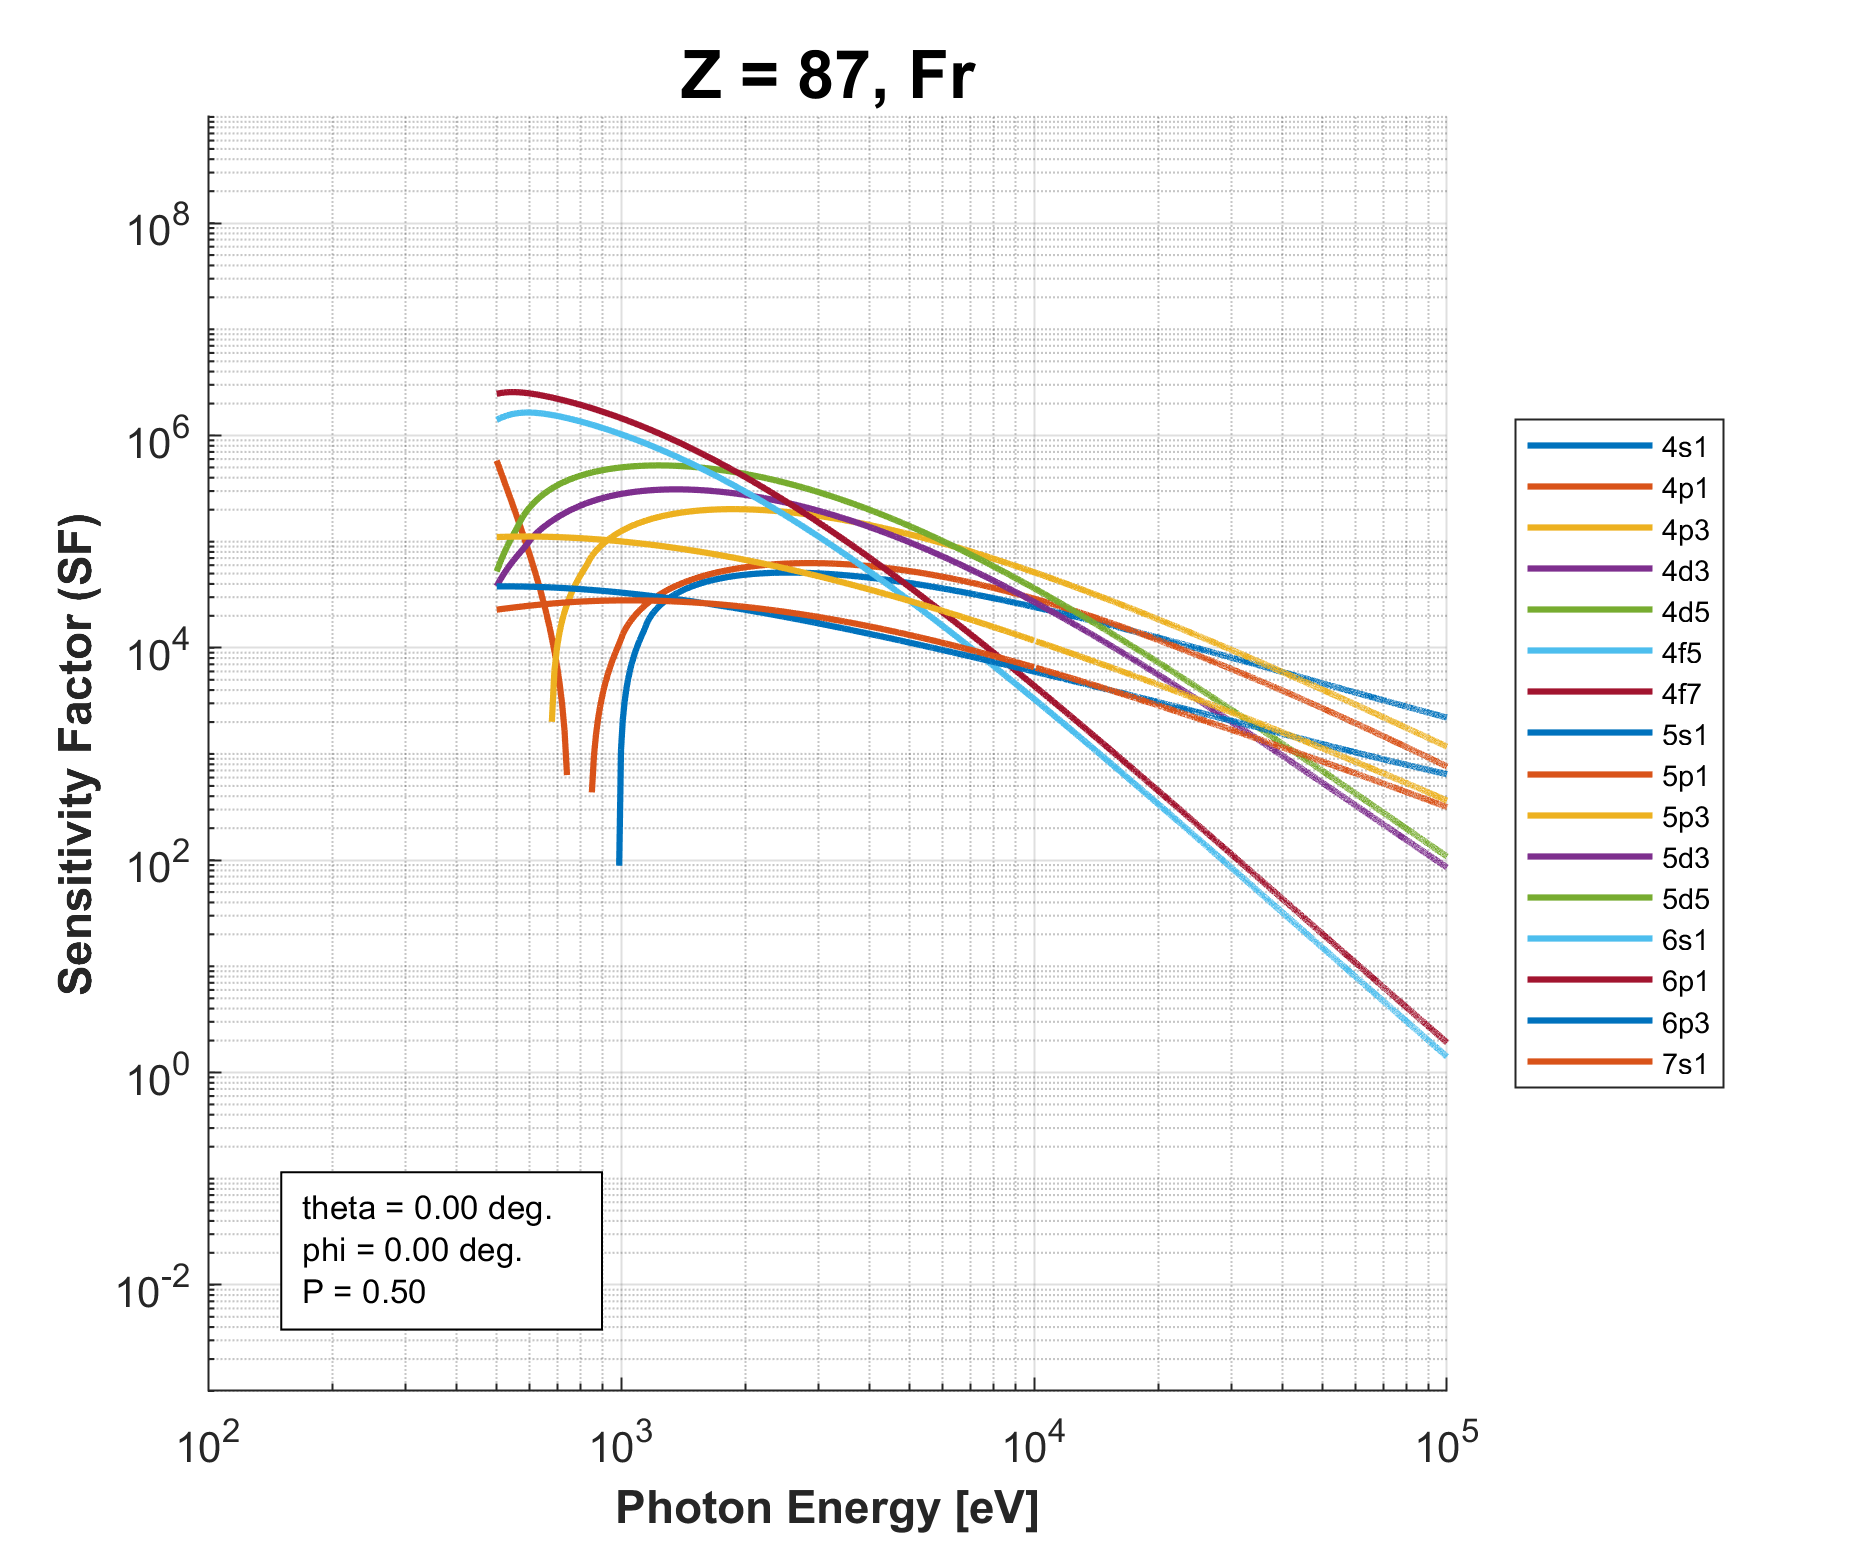 Z = 87, Fr
Sensitivity Factor (SF)
10^8
10^6
10^4
10^2
10^0
10^-2
10^2
10^3
10^4
10^5
Photon Energy [eV]
theta = 0.00 deg.
phi = 0.00 deg.
P = 0.50
4s1
4p1
4p3
4d3
4d5
4f5
4f7
5s1
5p1
5p3
5d3
5d5
6s1
6p1
6p3
7s1